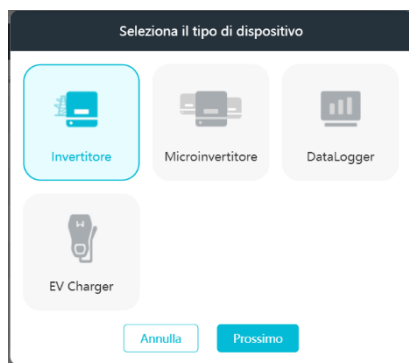 Seleziona il tipo di dispositivo
Invertitore
Microinvertitore
DataLogger
EV Charger
Annulla
Prossimo